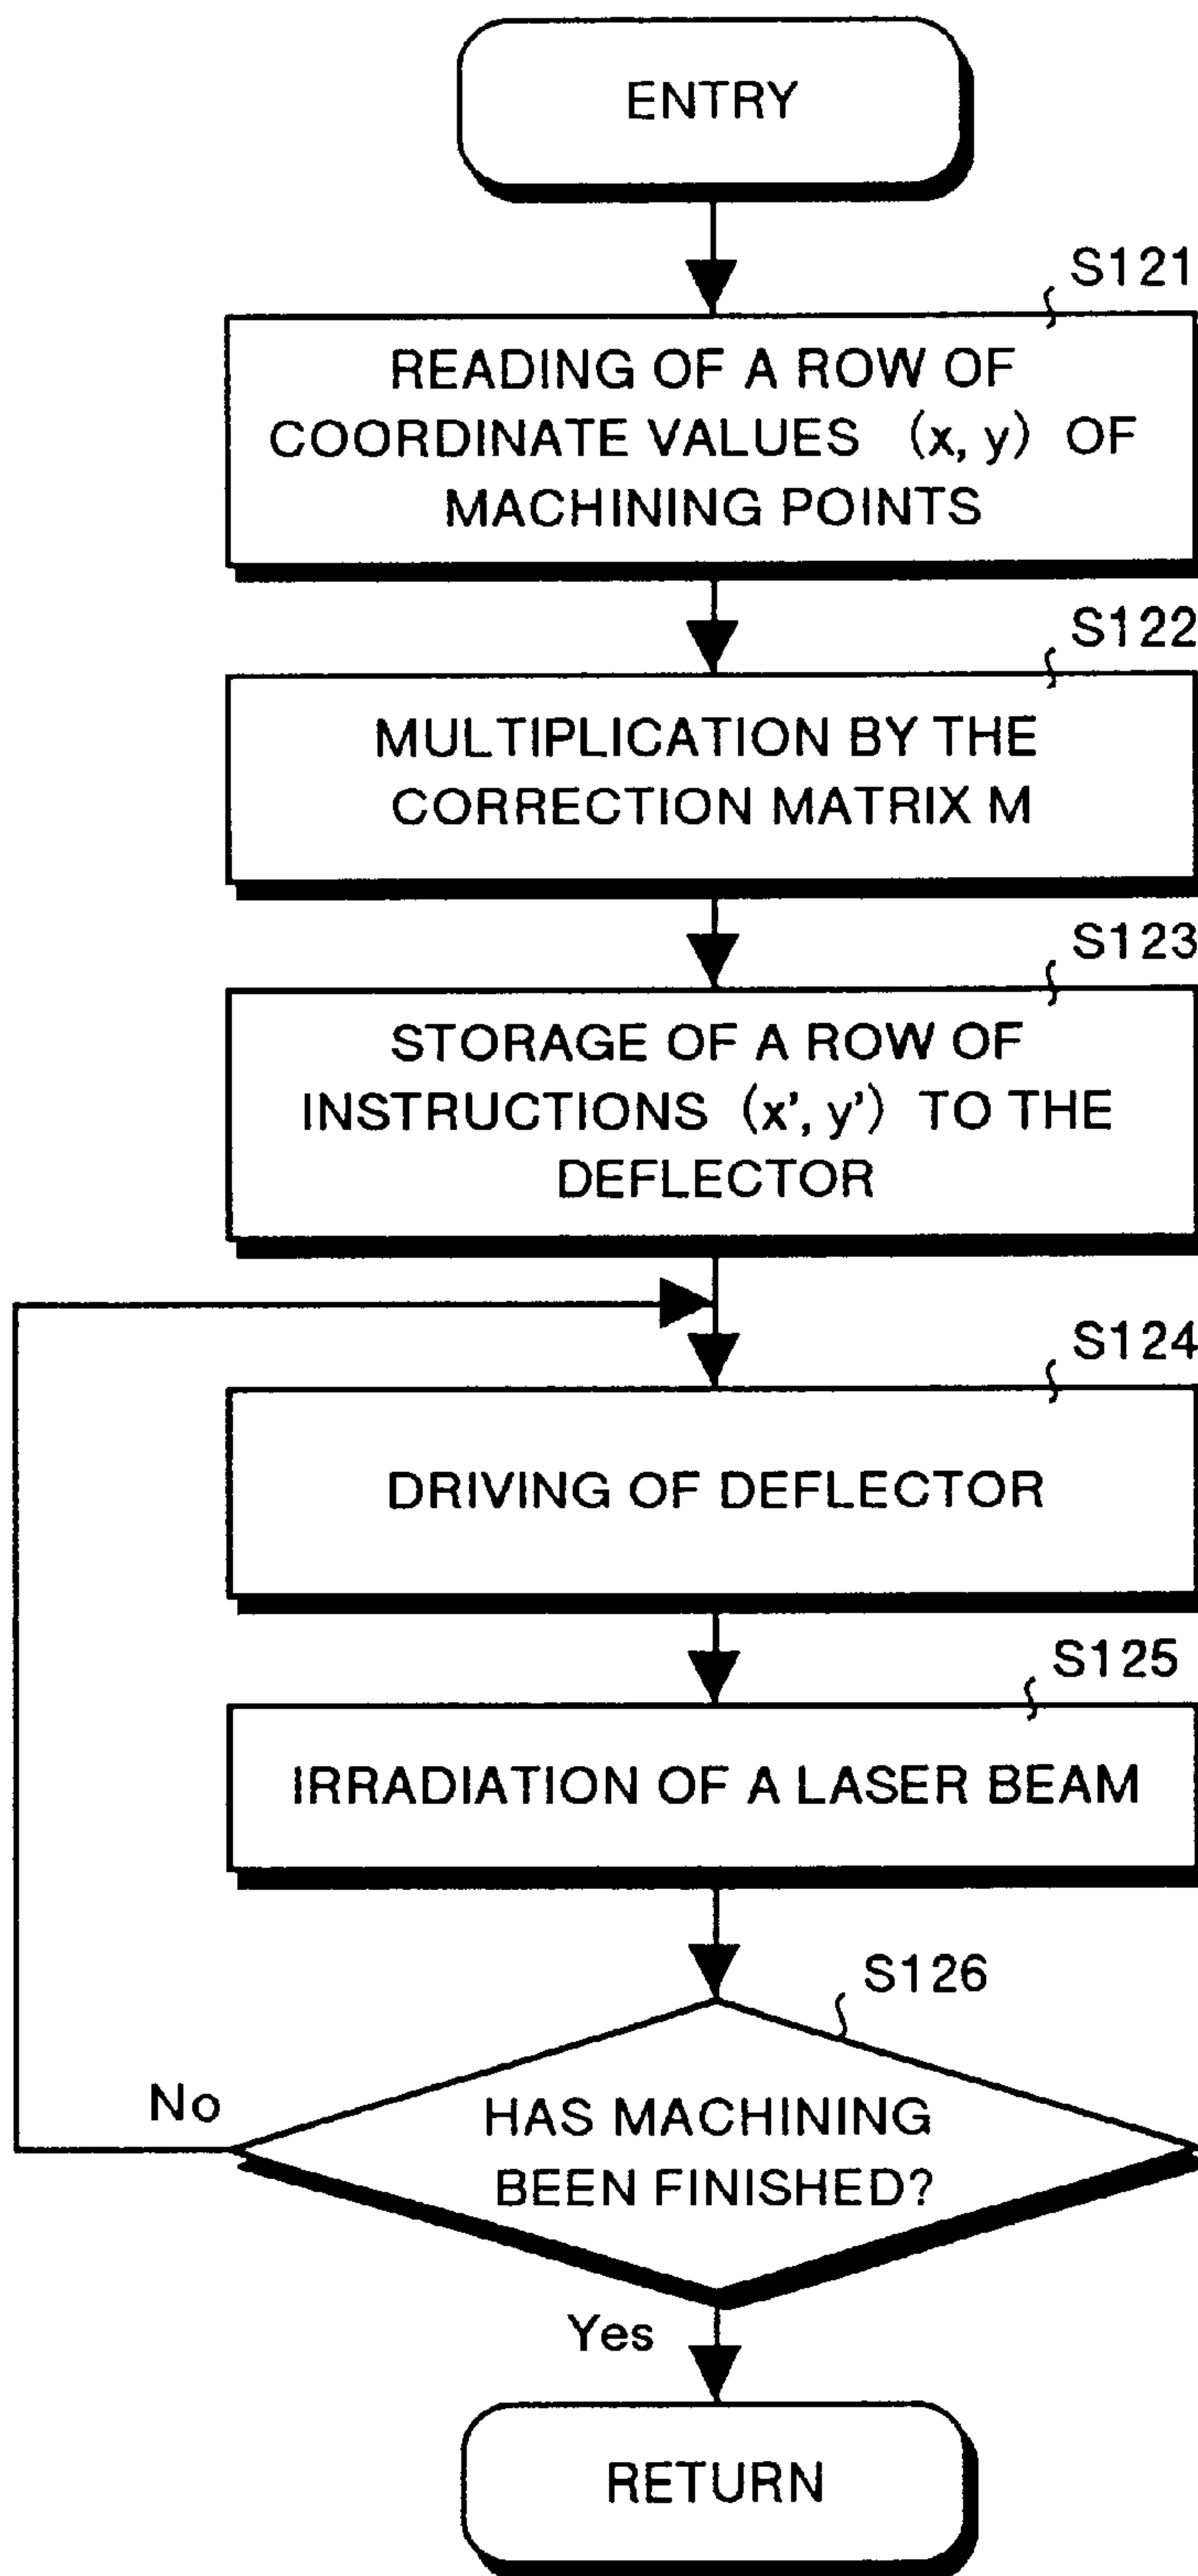 ENTRY
S121
READING OF A ROW OF
COORDINATE VALUES (x, y) OF
MACHINING POINTS
S122
MULTIPLICATION BY THE
CORRECTION MATRIX M
S123
STORAGE OF A ROW OF
INSTRUCTIONS (x', y') TO THE
DEFLECTOR
S124
DRIVING OF DEFLECTOR
S125
IRRADIATION OF A LASER BEAM
S126
No
HAS MACHINING
BEEN FINISHED?
Yes
RETURN